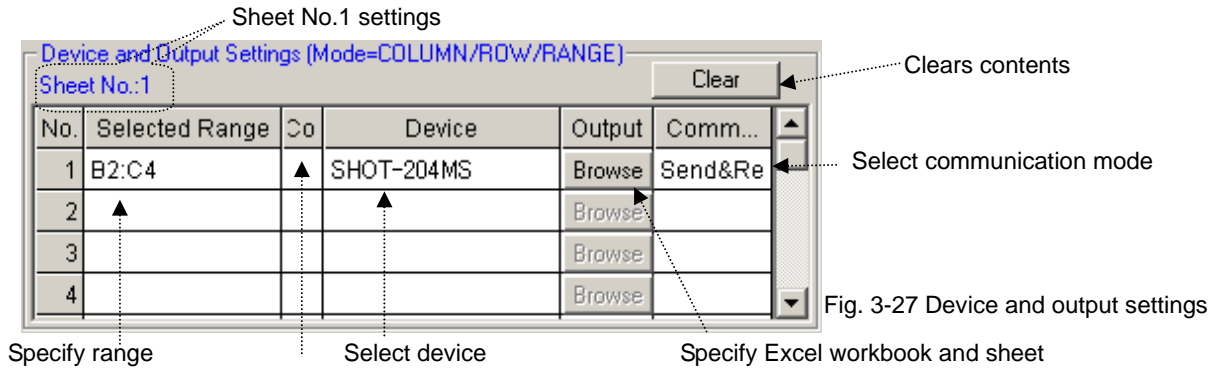 Sheet No.1 settings
Device and Output Settings (Mode=COLUMN/ROW/RANGE)
Sheet No.:1
Clear
Clears contents
No. Selected Range Co Device Output Comm...
1 B2:C4 SHOT-204MS Browse Send&Re
Select communication mode
2 Browse
3 Browse
4 Browse
Fig. 3-27 Device and output settings
Specify range Select device Specify Excel workbook and sheet